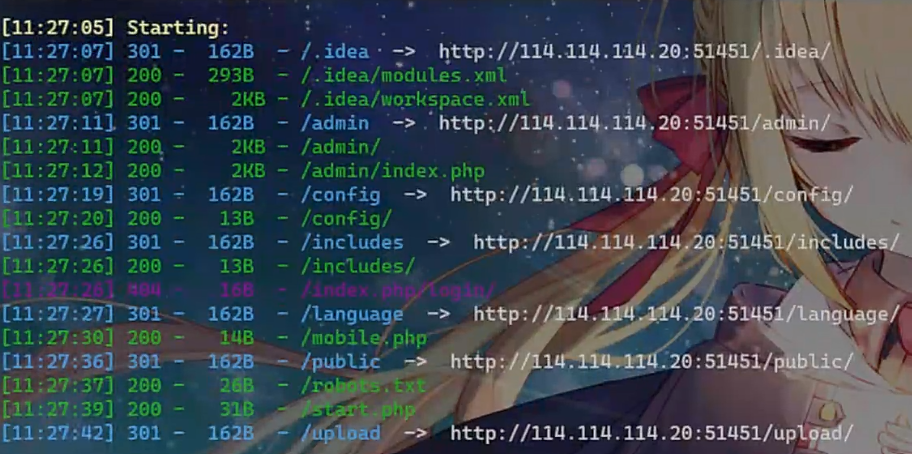 [11:27:05] Starting:
[11:27:07] 301 -  162B  - /.idea  ->  http://114.114.114.20:51451/.idea/
[11:27:07] 200 -  293B  - /.idea/modules.xml
[11:27:07] 200 -    2KB - /.idea/workspace.xml
[11:27:11] 301 -  162B  - /admin  ->  http://114.114.114.20:51451/admin/
[11:27:11] 200 -    2KB - /admin/
[11:27:12] 200 -    2KB - /admin/index.php
[11:27:19] 301 -  162B  - /config  ->  http://114.114.114.20:51451/config/
[11:27:20] 200 -   13B  - /config/
[11:27:26] 301 -  162B  - /includes  ->  http://114.114.114.20:51451/includes/
[11:27:26] 200 -   13B  - /includes/
[11:27:26] 404 -   16B  - /index.php/login/
[11:27:27] 301 -  162B  - /language  ->  http://114.114.114.20:51451/language/
[11:27:30] 200 -   14B  - /mobile.php
[11:27:36] 301 -  162B  - /public  ->  http://114.114.114.20:51451/public/
[11:27:37] 200 -   26B  - /robots.txt
[11:27:39] 200 -   31B  - /start.php
[11:27:42] 301 -  162B  - /upload  ->  http://114.114.114.20:51451/upload/